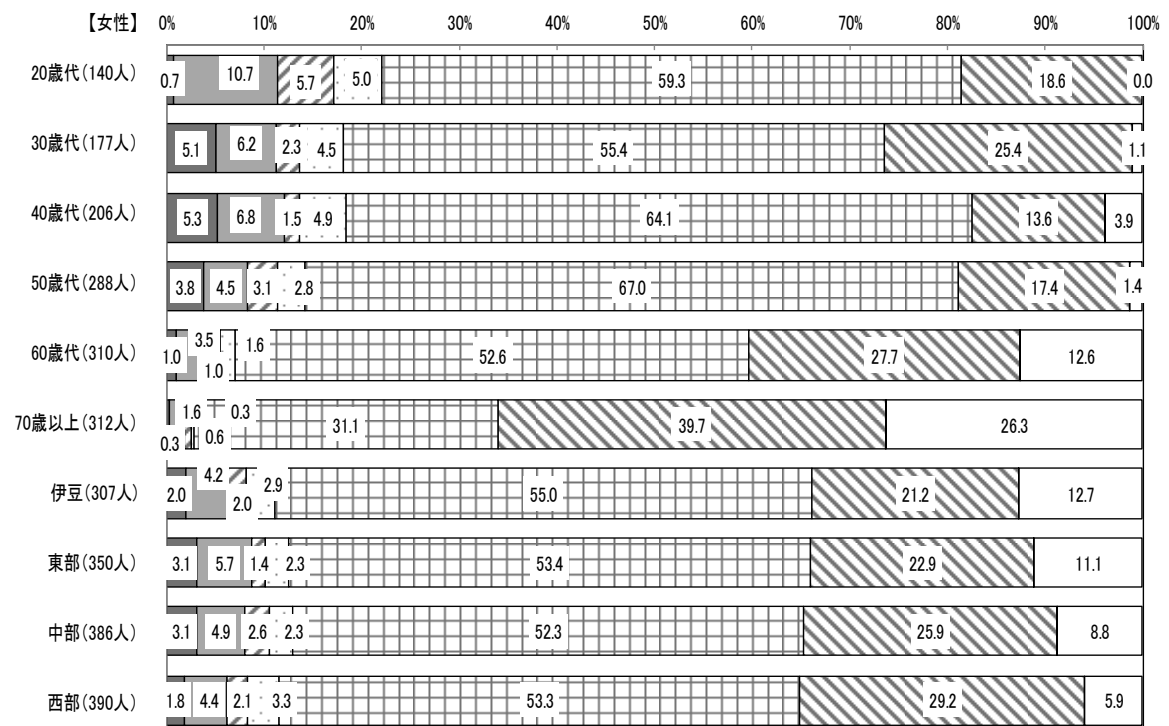 【女性】 0% 10% 20% 30% 40% 50% 60% 70% 80% 90% 100%
20歳代(140人) 0.7 10.7 5.7 5.0 59.3 18.6 0.0
30歳代(177人) 5.1 6.2 2.3 4.5 55.4 25.4 1.1
40歳代(206人) 5.3 6.8 1.5 4.9 64.1 13.6 3.9
50歳代(288人) 3.8 4.5 3.1 2.8 67.0 17.4 1.4
60歳代(310人) 1.0 3.5 1.0 1.6 52.6 27.7 12.6
70歳以上(312人) 0.3 1.6 0.6 0.3 31.1 39.7 26.3
伊豆(307人) 2.0 4.2 2.0 2.9 55.0 21.2 12.7
東部(350人) 3.1 5.7 1.4 2.3 53.4 22.9 11.1
中部(386人) 3.1 4.9 2.6 2.3 52.3 25.9 8.8
西部(390人) 1.8 4.4 2.1 3.3 53.3 29.2 5.9